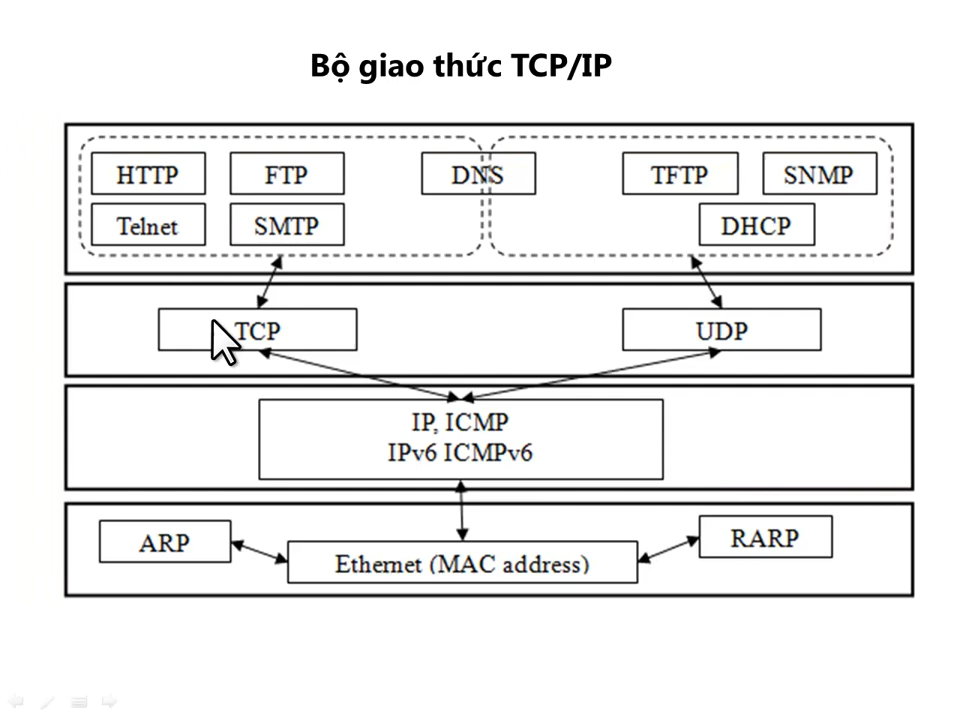 Bộ giao thức TCP/IP
HTTP FTP DNS TFTP SNMP
Telnet SMTP DHCP
TCP UDP
IP, ICMP
IPv6 ICMPv6
ARP RARP
Ethernet (MAC address)